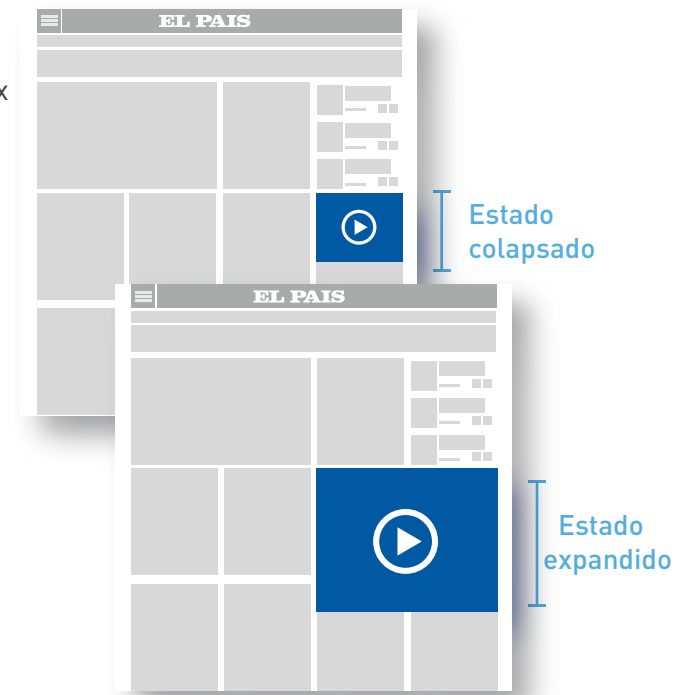 EL PAIS
x
Estado
colapsado
EL PAIS
Estado
expandido